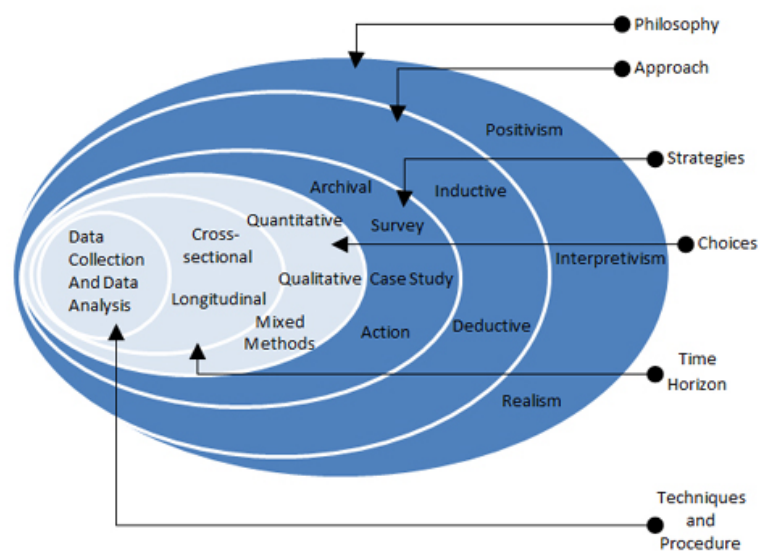 Philosophy
Approach
Positivism
Strategies
Archival
Inductive
Quantitative
Survey
Choices
Data
Collection
And Data
Analysis
Cross-
sectional
Interpretivism
Qualitative
Case Study
Longitudinal
Mixed
Methods
Action
Deductive
Time
Horizon
Realism
Techniques
and
Procedure